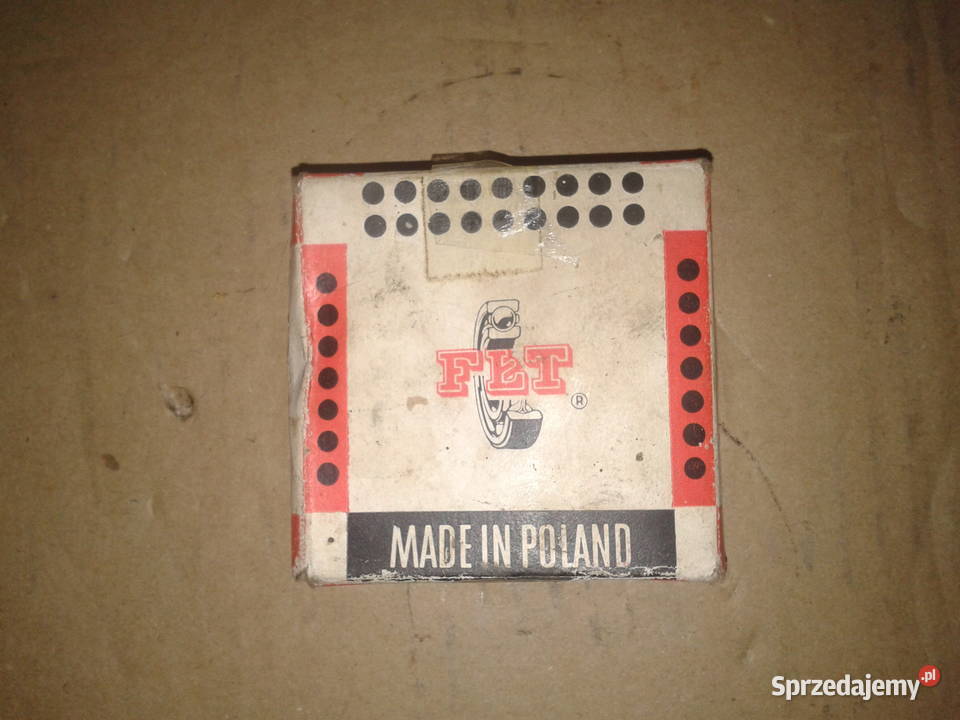 FŁT
®
MADE IN POLAND
Sprzedajemy.pl